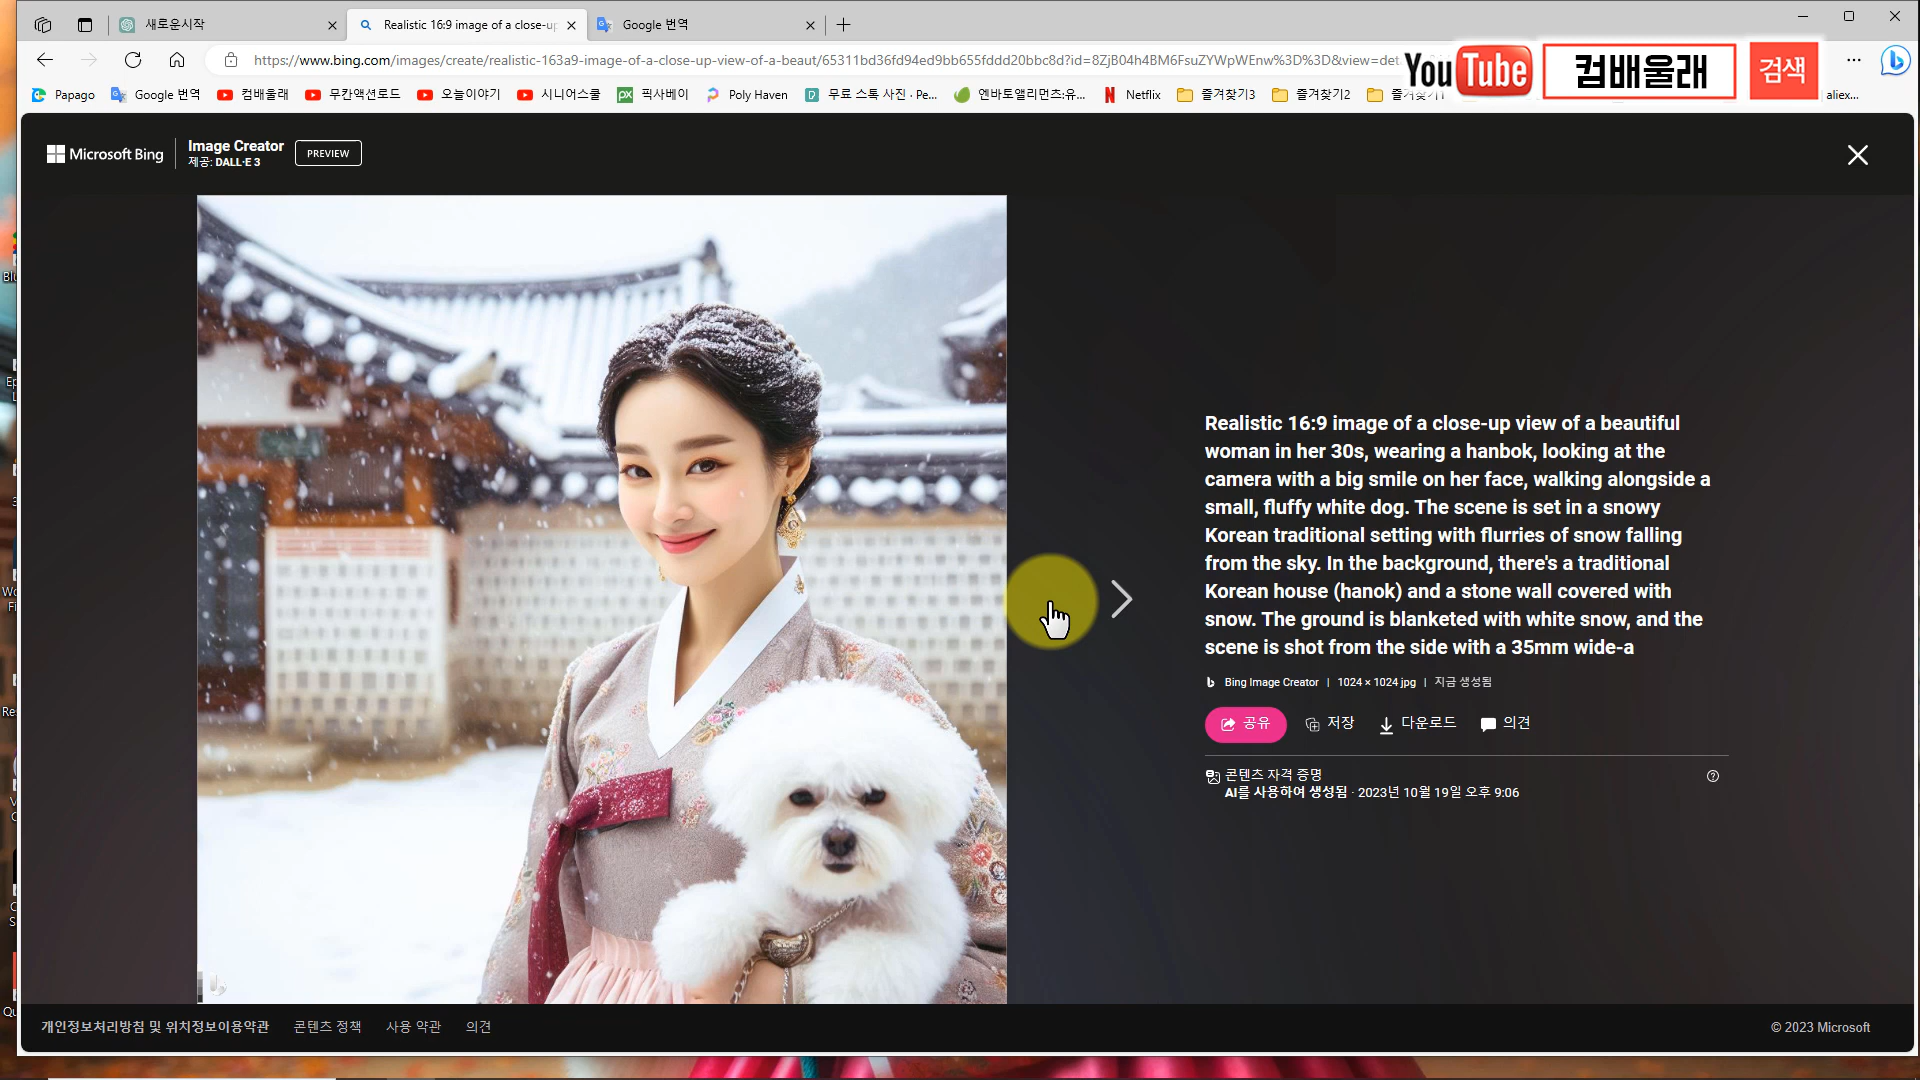 새로운시작
Realistic 16:9 image of a close-up
Google 번역
https://www.bing.com/images/create/realistic-163a9-image-of-a-close-up-view-of-a-beaut/65311bd36fd94ed9bb655fddd20bbc8d?id=8ZjB04h4BM6FsuZYWpWEnw%3D%3D&view=det
YouTube 컴배울래 검색
Papago Google 번역 컴배울래 무칸액션로드 오늘이야기 시니어스쿨 픽사베이 Poly Haven 무료 스톡 사진 · Pe... 엔바토앨리먼츠:유... Netflix 즐겨찾기3 즐겨찾기2 즐겨찾기1 aliex...
Microsoft Bing
Image Creator
제공: DALL·E 3
PREVIEW
Realistic 16:9 image of a close-up view of a beautiful
woman in her 30s, wearing a hanbok, looking at the
camera with a big smile on her face, walking alongside a
small, fluffy white dog. The scene is set in a snowy
Korean traditional setting with flurries of snow falling
from the sky. In the background, there's a traditional
Korean house (hanok) and a stone wall covered with
snow. The ground is blanketed with white snow, and the
scene is shot from the side with a 35mm wide-a
Bing Image Creator | 1024 × 1024 jpg | 지금 생성됨
공유 저장 다운로드 의견
콘텐츠 자격 증명
AI를 사용하여 생성됨 · 2023년 10월 19일 오후 9:06
개인정보처리방침 및 위치정보이용약관 콘텐츠 정책 사용 약관 의견
© 2023 Microsoft